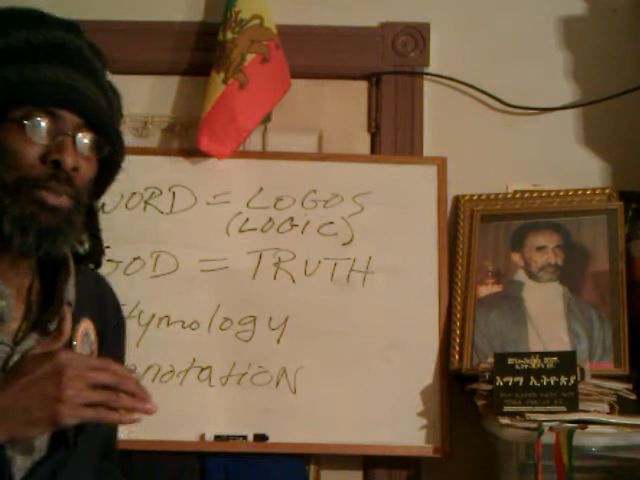 WORD = LOGOS
(LOGIC)
GOD = TRUTH
tymology
notation
እማማ ኢትዮጵያ